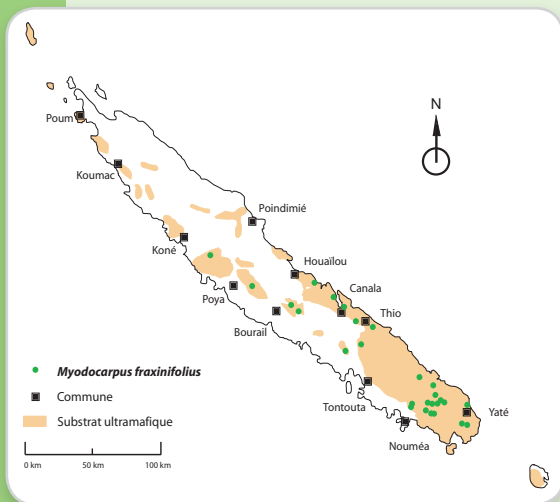 N
Poum
Koumac
Poindimié
Koné
Houaïlou
Canala
Poya
Thio
Bourail
Myodocarpus fraxinifolius
Commune
Tontouta
Yaté
Substrat ultramafique
Nouméa
0 km 50 km 100 km